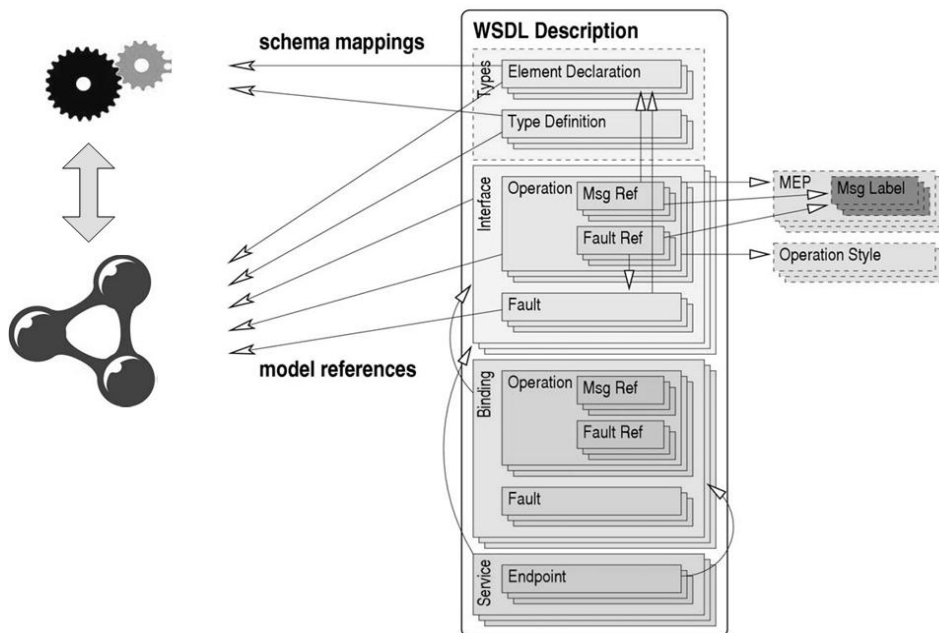 WSDL Description
schema mappings
Types
Element Declaration
Type Definition
Interface
Operation
Msg Ref
Fault Ref
Fault
MEP
Msg Label
Operation Style
model references
Binding
Operation
Msg Ref
Fault Ref
Fault
Service
Endpoint